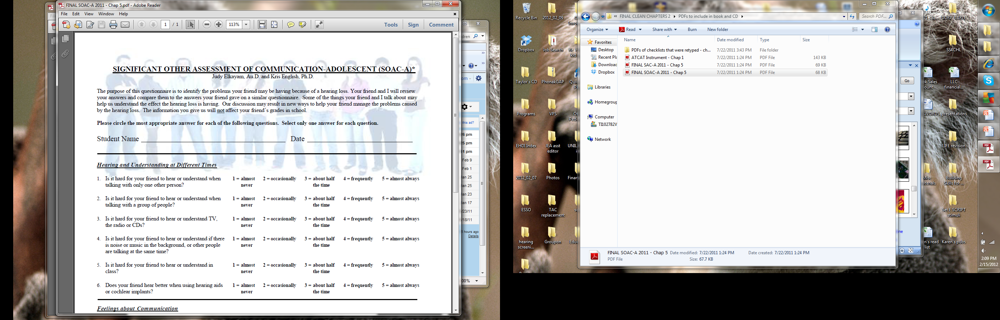 FINAL SOAC-A 2011 - Chap 5.pdf - Adobe Reader
File Edit View Window Help
1 / 1
113%
Tools Sign Comment
SIGNIFICANT OTHER ASSESSMENT OF COMMUNICATION-ADOLESCENT (SOAC-A)*
Judy Elkayam, Au.D. and Kris English, Ph.D.
The purpose of this questionnaire is to identify the problems your friend may be having because of a hearing loss. Your friend and I will review
your answers and compare them to the answers your friend gave on a similar questionnaire. Some of the things your friend and I talk about may
help us understand the effect the hearing loss is having. Our discussion may result in new ways to help your friend manage the problems caused
by the hearing loss. The information you give us will not affect your friend's grades in school.
Please circle the most appropriate answer for each of the following questions. Select only one answer for each question.
Student Name Date
Hearing and Understanding at Different Times
1. Is it hard for your friend to hear or understand when 1 = almost 2 = occasionally 3 = about half 4 = frequently 5 = almost always
talking with only one other person? never the time
2. Is it hard for your friend to hear or understand when 1 = almost 2 = occasionally 3 = about half 4 = frequently 5 = almost always
talking with a group of people? never the time
3. Is it hard for your friend to hear or understand TV, 1 = almost 2 = occasionally 3 = about half 4 = frequently 5 = almost always
the radio or CDs? never the time
4. Is it hard for your friend to hear or understand if there 1 = almost 2 = occasionally 3 = about half 4 = frequently 5 = almost always
is noise or music in the background, or other people never the time
are talking at the same time?
5. Is it hard for your friend to hear or understand in 1 = almost 2 = occasionally 3 = about half 4 = frequently 5 = almost always
class? never the time
6. Does your friend hear better when using hearing aids 1 = almost 2 = occasionally 3 = about half 4 = frequently 5 = almost always
or cochlear implants? never the time
Feelings about Communication
dren
om
this ad?
26 pm
25 pm
1 pm
Feb 9
Feb 1
an 25
an 25
an 23
an 17
/23/11
/18/11
5 hours ago
Details
00%
Recycle Bin
2012_02_09
Dropbox
Job Search
Taylor's CD
PhonakGAP
Programs
VPS
EHDI Index
JEA asst
editor
2012_02_07
Photos
ESSO
TAC
replacement
hearing
screeni...
Groupon
« FINAL CLEAN CHAPTERS 2 PDFs to include in book and CD
Search PDF...
Organize Read Share with Burn New folder
Favorites
Desktop
Recent Pla
Download
Dropbox
Libraries
Homegroup
Computer
TI102782W
Network
Name Date modified Type Size
PDFs of checklists that were retyped - ch... 7/22/2011 3:43 PM File folder
ATCAT Instrument - Chap 1 7/22/2011 1:24 PM PDF File 143 KB
FINAL SAC-A 2011 - Chap 5 7/22/2011 1:24 PM PDF File 69 KB
FINAL SOAC-A 2011 - Chap 5 7/22/2011 1:24 PM PDF File 68 KB
FINAL SOAC-A 2011 - Chap 5 Date modified: 7/22/2011 1:24 PM Date created: 7/22/2011 1:24 PM
PDF File Size: 67.7 KB
Go
DDRP-TARLE
SS4CHL
LLC
financial...
presentations
LIFE revision
Building
Skills for ...
Set E SCRIPT
stimuli
Karen's pubs
2:09 PM
2/15/2012